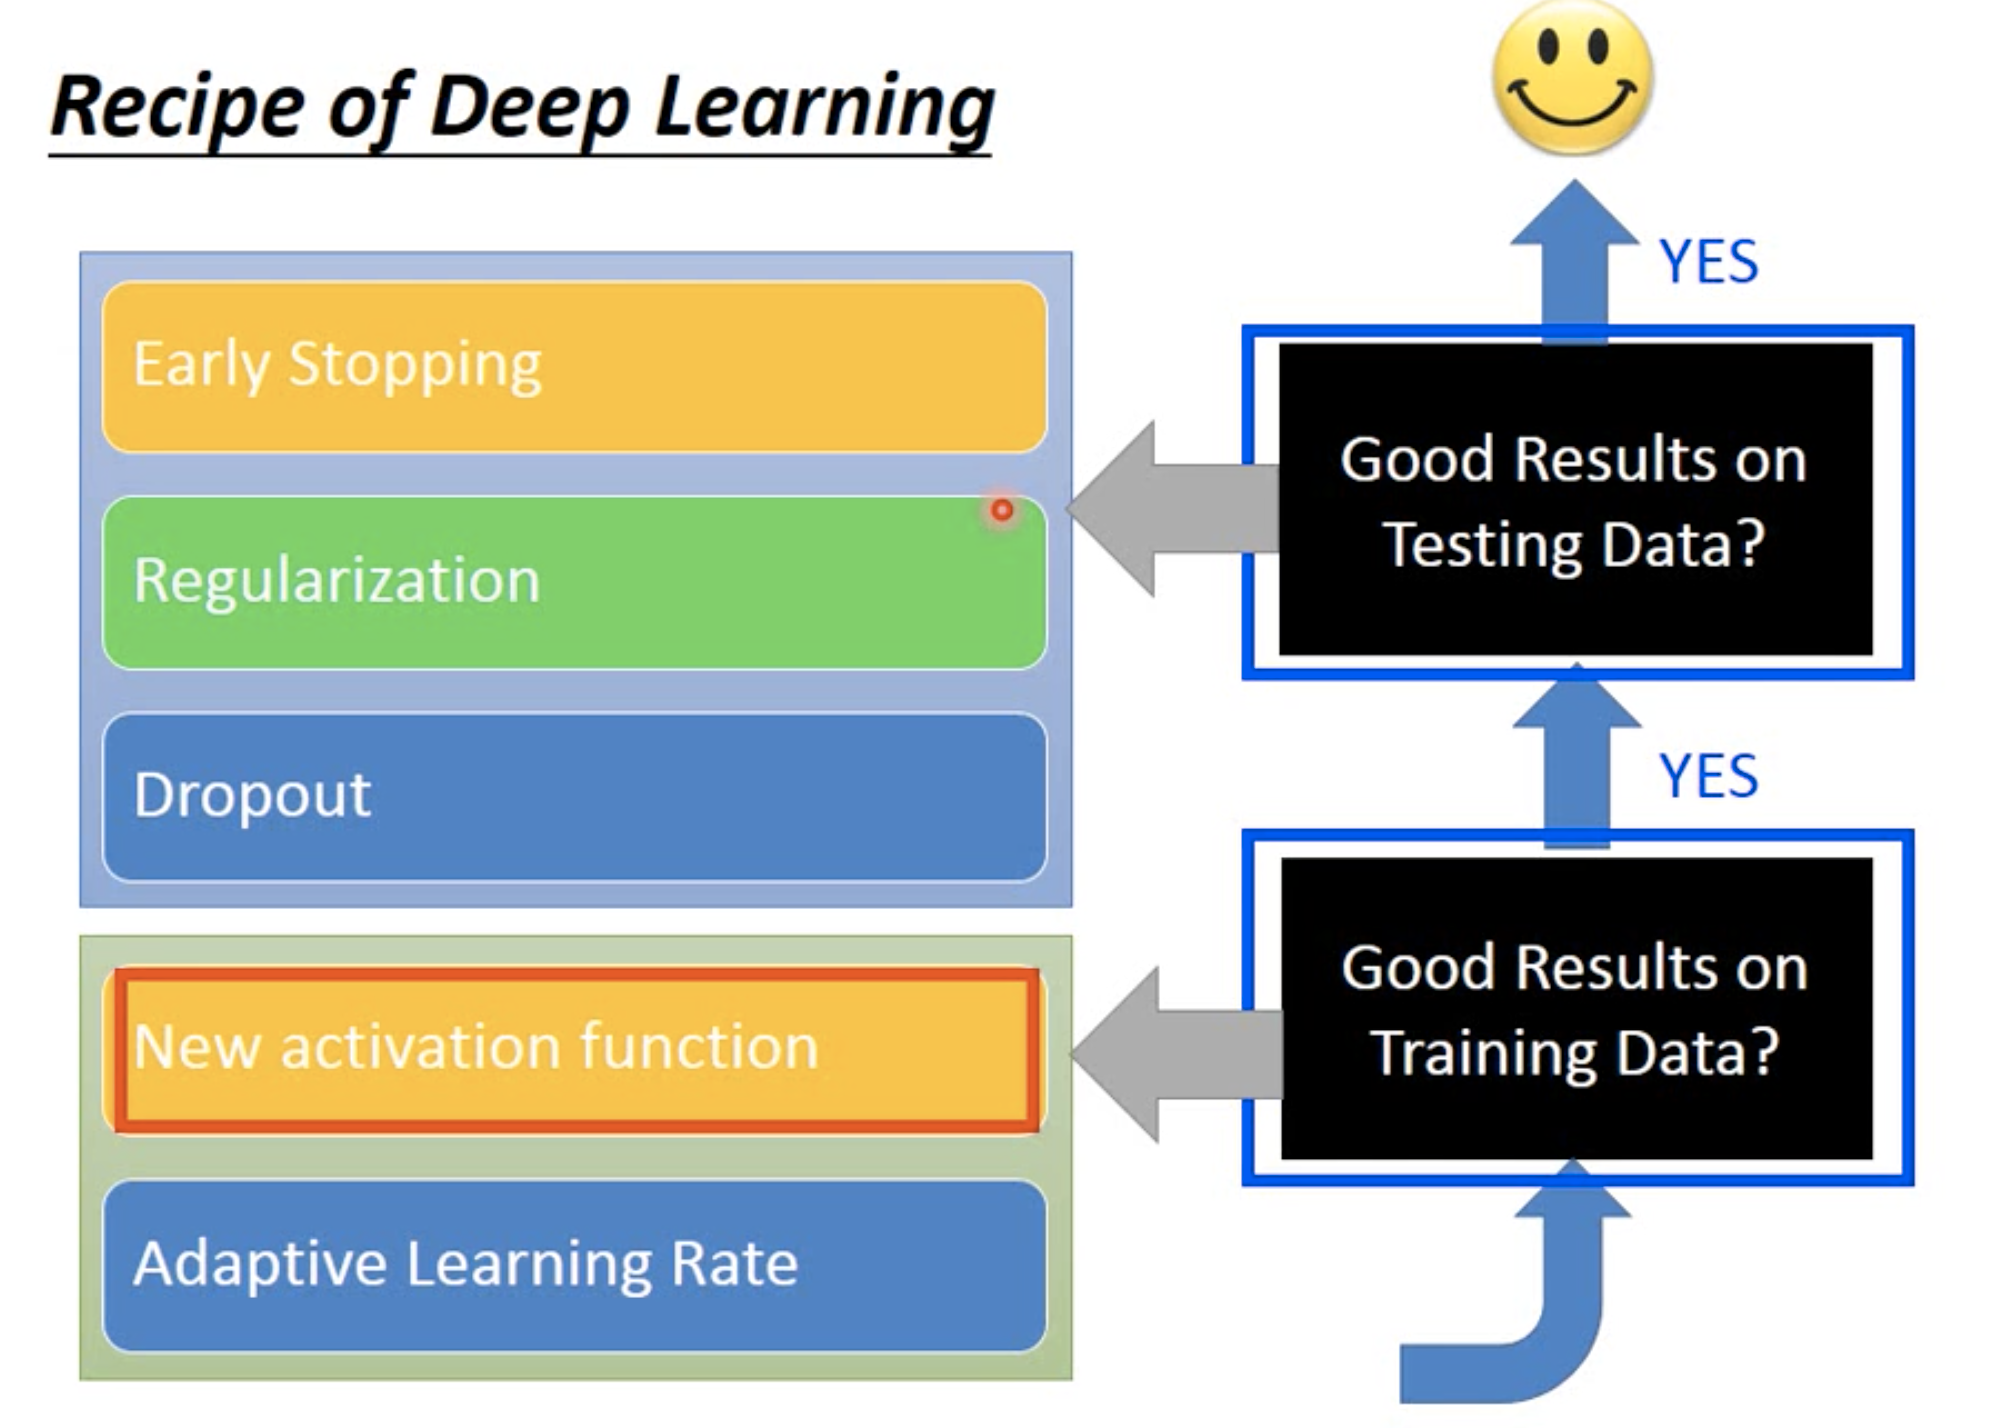 Recipe of Deep Learning
YES
Early Stopping
Good Results on
Testing Data?
Regularization
YES
Dropout
Good Results on
Training Data?
New activation function
Adaptive Learning Rate